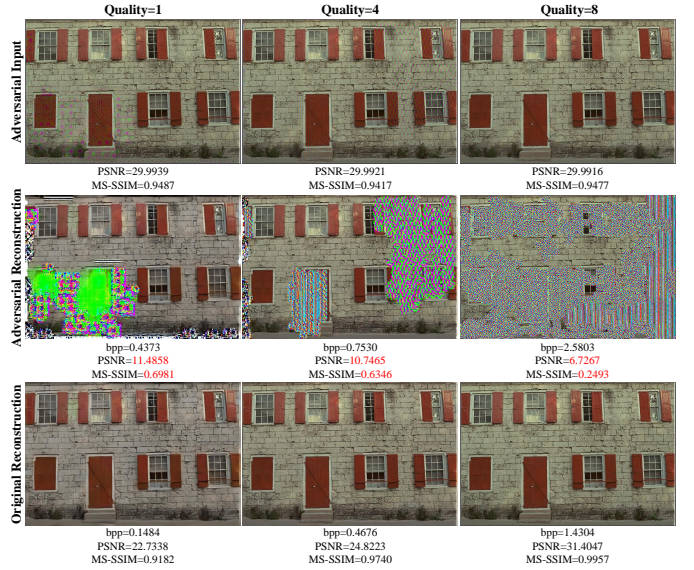 Quality=1 Quality=4 Quality=8
Adversarial Input
PSNR=29.9939 PSNR=29.9921 PSNR=29.9916
MS-SSIM=0.9487 MS-SSIM=0.9417 MS-SSIM=0.9477
Adversarial Reconstruction
bpp=0.4373 bpp=0.7530 bpp=2.5803
PSNR=11.4858 PSNR=10.7465 PSNR=6.7267
MS-SSIM=0.6981 MS-SSIM=0.6346 MS-SSIM=0.2493
Original Reconstruction
bpp=0.1484 bpp=0.4676 bpp=1.4304
PSNR=22.7338 PSNR=24.8223 PSNR=31.4047
MS-SSIM=0.9182 MS-SSIM=0.9740 MS-SSIM=0.9957